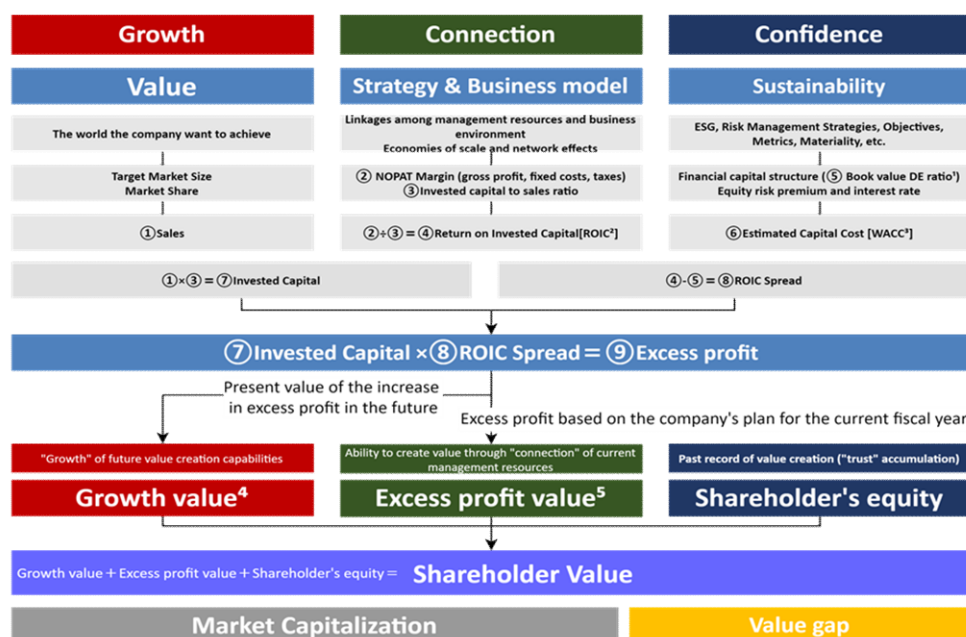 Growth
Connection
Confidence
Value
Strategy & Business model
Sustainability
The world the company want to achieve
Linkages among management resources and business
environment
Economies of scale and network effects
ESG, Risk Management Strategies, Objectives,
Metrics, Materiality, etc.
Target Market Size
Market Share
② NOPAT Margin (gross profit, fixed costs, taxes)
③Invested capital to sales ratio
Financial capital structure (⑤ Book value DE ratio¹)
Equity risk premium and interest rate
①Sales
②÷③=④Return on Invested Capital[ROIC²]
⑥Estimated Capital Cost [WACC³]
①×③=⑦Invested Capital
④-⑤=⑧ROIC Spread
⑦Invested Capital ×⑧ROIC Spread=⑨Excess profit
Present value of the increase
in excess profit in the future
Excess profit based on the company's plan for the current fiscal year
"Growth" of future value creation capabilities
Ability to create value through "connection" of current
management resources
Past record of value creation ("trust" accumulation)
Growth value⁴
Excess profit value⁵
Shareholder's equity
Growth value+Excess profit value+Shareholder's equity= Shareholder Value
Market Capitalization
Value gap